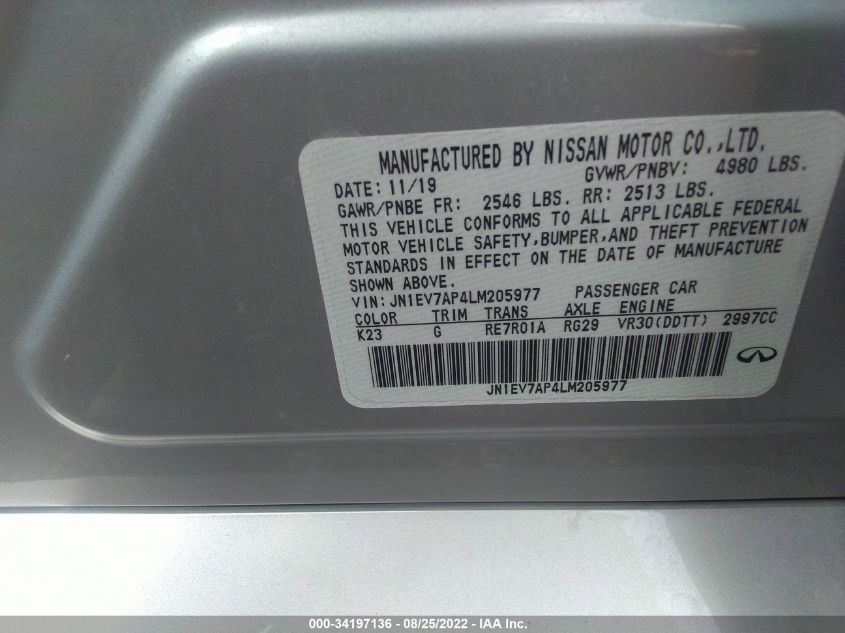 MANUFACTURED BY NISSAN MOTOR CO.,LTD.
DATE: 11/19 GVWR/PNBV: 4980 LBS.
GAWR/PNBE FR: 2546 LBS. RR: 2513 LBS.
THIS VEHICLE CONFORMS TO ALL APPLICABLE FEDERAL
MOTOR VEHICLE SAFETY,BUMPER,AND THEFT PREVENTION
STANDARDS IN EFFECT ON THE DATE OF MANUFACTURE
SHOWN ABOVE.
VIN: JN1EV7AP4LM205977 PASSENGER CAR
COLOR TRIM TRANS AXLE ENGINE
K23 G RE7R01A RG29 VR30(DDTT) 2997CC
JN1EV7AP4LM205977
000-34197136 - 08/25/2022 - IAA Inc.